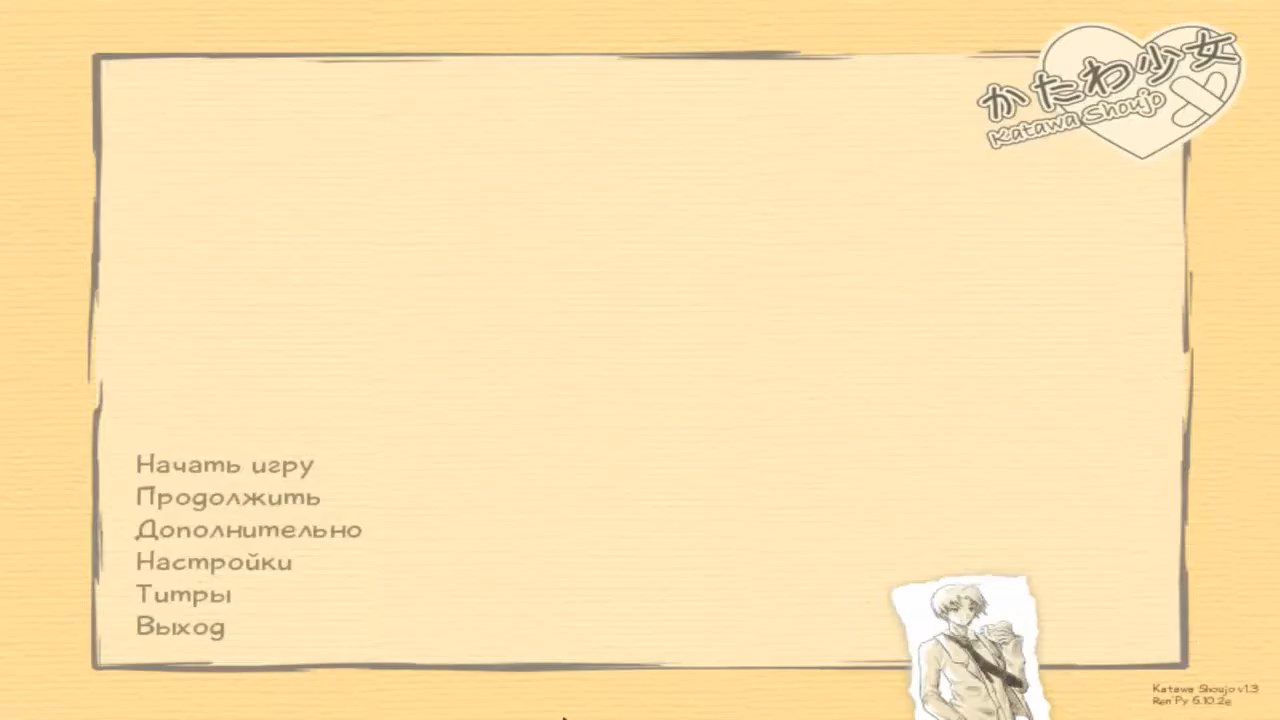 かたわ少女
Katawa Shoujo
Начать игру
Продолжить
Дополнительно
Настройки
Титры
Выход
Katawa Shoujo v1.3
Ren'Py 6.10.2e